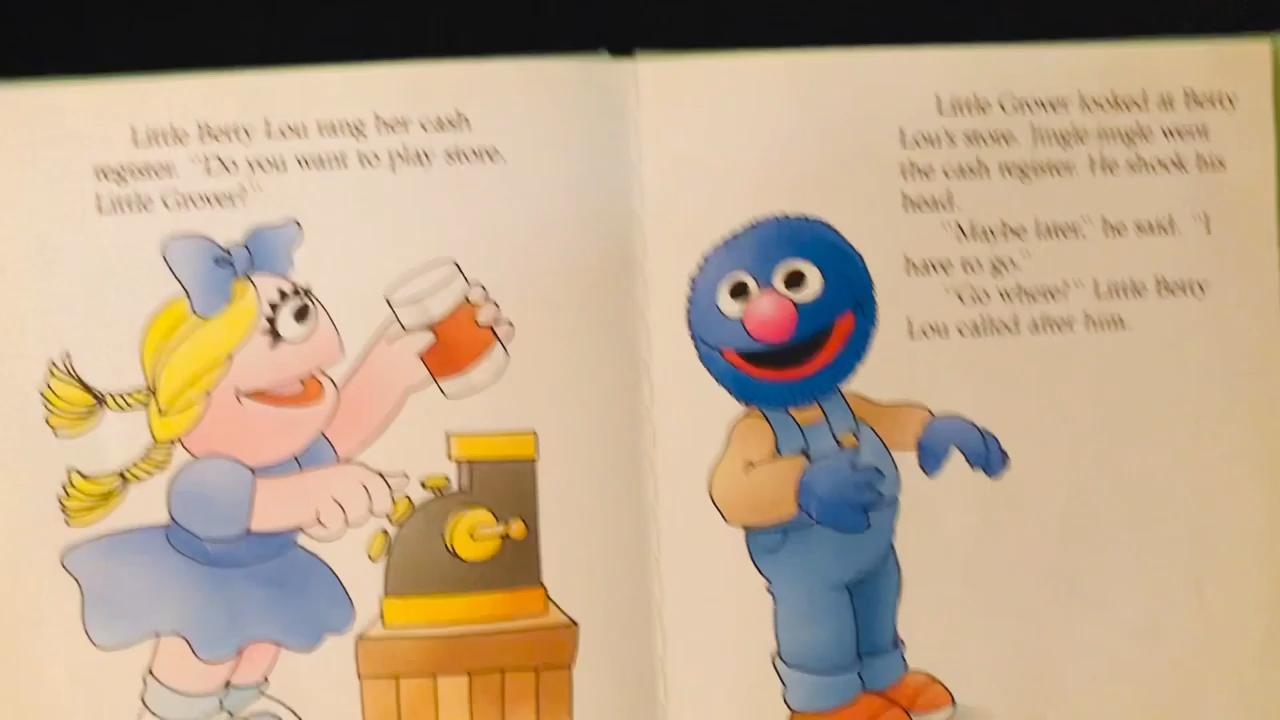 Little Betty Lou rang her cash
register. "Do you want to play store,
Little Grover?"
Little Grover looked at Betty
Lou's store. Jingle-jingle went
the cash register. He shook his
head.
"Maybe later," he said. "I
have to go."
"Go where?" Little Betty
Lou called after him.